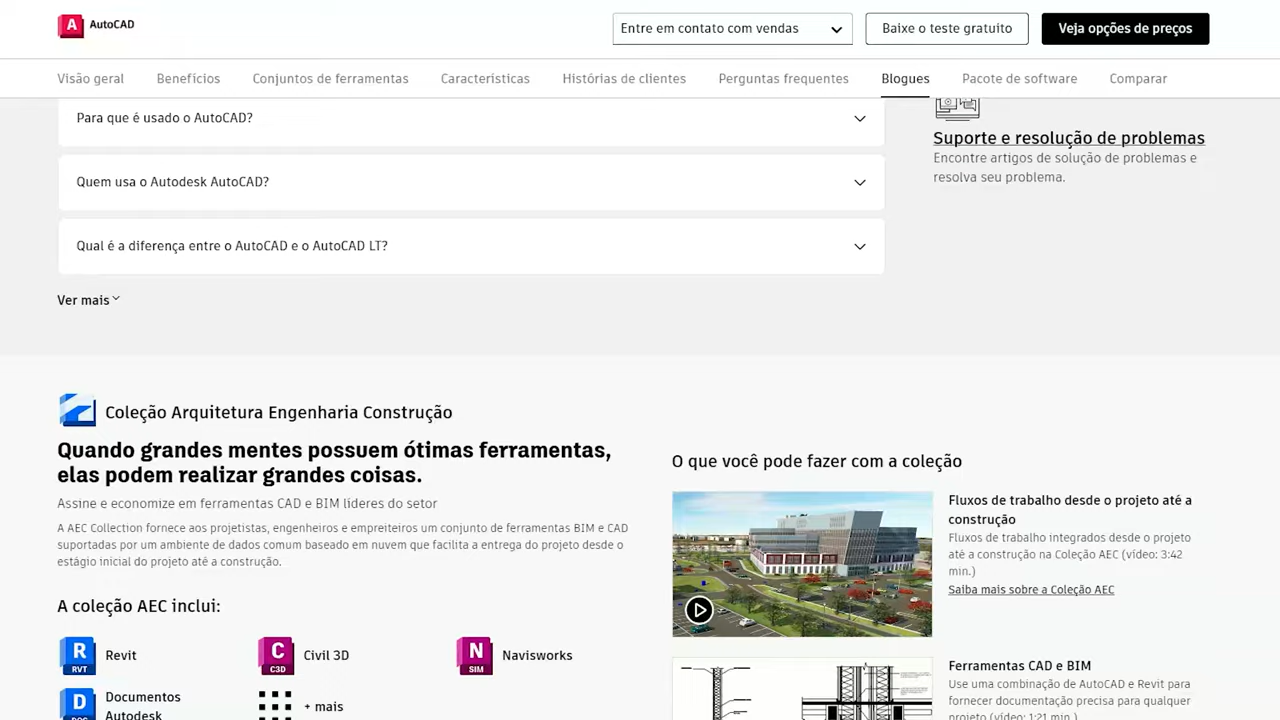 A AutoCAD
Entre em contato com vendas
Baixe o teste gratuito
Veja opções de preços
Visão geral
Benefícios
Conjuntos de ferramentas
Características
Histórias de clientes
Perguntas frequentes
Blogues
Pacote de software
Comparar
Para que é usado o AutoCAD?
Quem usa o Autodesk AutoCAD?
Qual é a diferença entre o AutoCAD e o AutoCAD LT?
Ver mais
Suporte e resolução de problemas
Encontre artigos de solução de problemas e
resolva seu problema.
Coleção Arquitetura Engenharia Construção
Quando grandes mentes possuem ótimas ferramentas,
elas podem realizar grandes coisas.
Assine e economize em ferramentas CAD e BIM líderes do setor
A AEC Collection fornece aos projetistas, engenheiros e empreiteiros um conjunto de ferramentas BIM e CAD
suportadas por um ambiente de dados comum baseado em nuvem que facilita a entrega do projeto desde o
estágio inicial do projeto até a construção.
A coleção AEC inclui:
R
RVT
Revit
C
C3D
Civil 3D
N
SIM
Navisworks
D
Documentos
Autodesk
+ mais
O que você pode fazer com a coleção
Fluxos de trabalho desde o projeto até a
construção
Fluxos de trabalho integrados desde o projeto
até a construção na Coleção AEC (vídeo: 3:42
min.)
Saiba mais sobre a Coleção AEC
Ferramentas CAD e BIM
Use uma combinação de AutoCAD e Revit para
fornecer documentação precisa para qualquer
projeto (vídeo: 1:21 min.)